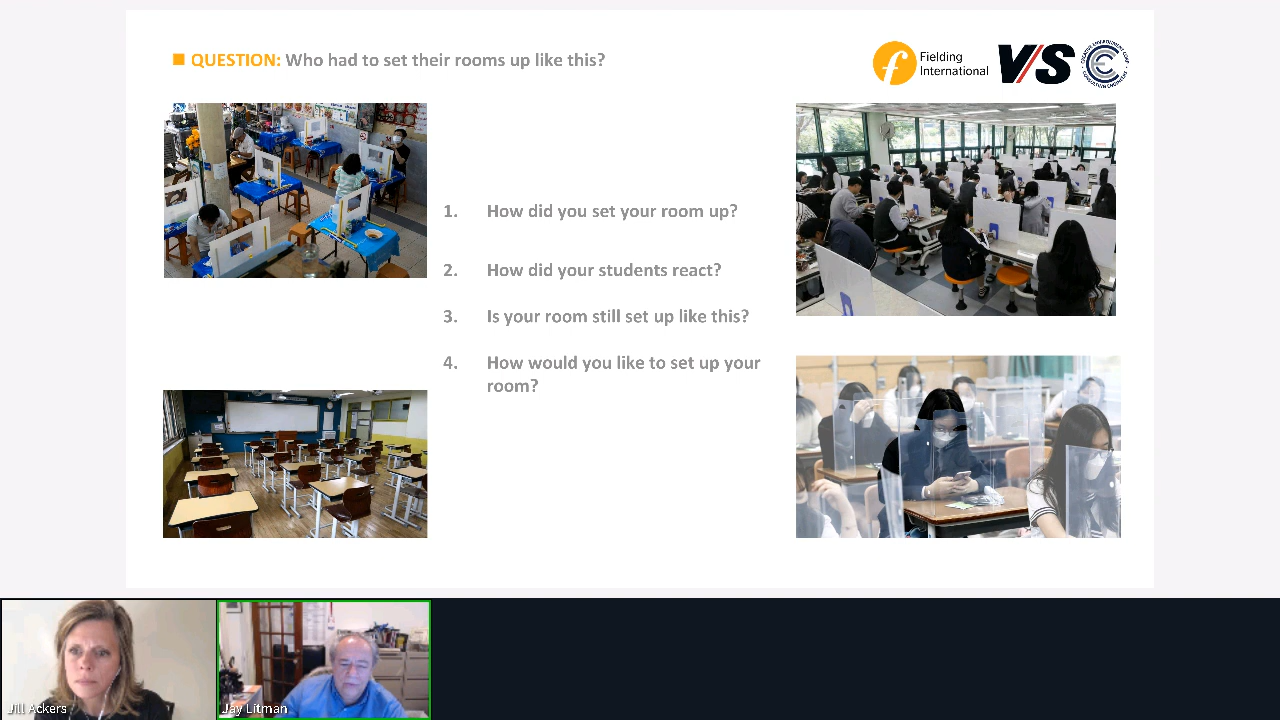 QUESTION: Who had to set their rooms up like this?
Fielding
International
VS
1. How did you set your room up?
2. How did your students react?
3. Is your room still set up like this?
4. How would you like to set up your
room?
Jill Ackers
Jay Litman